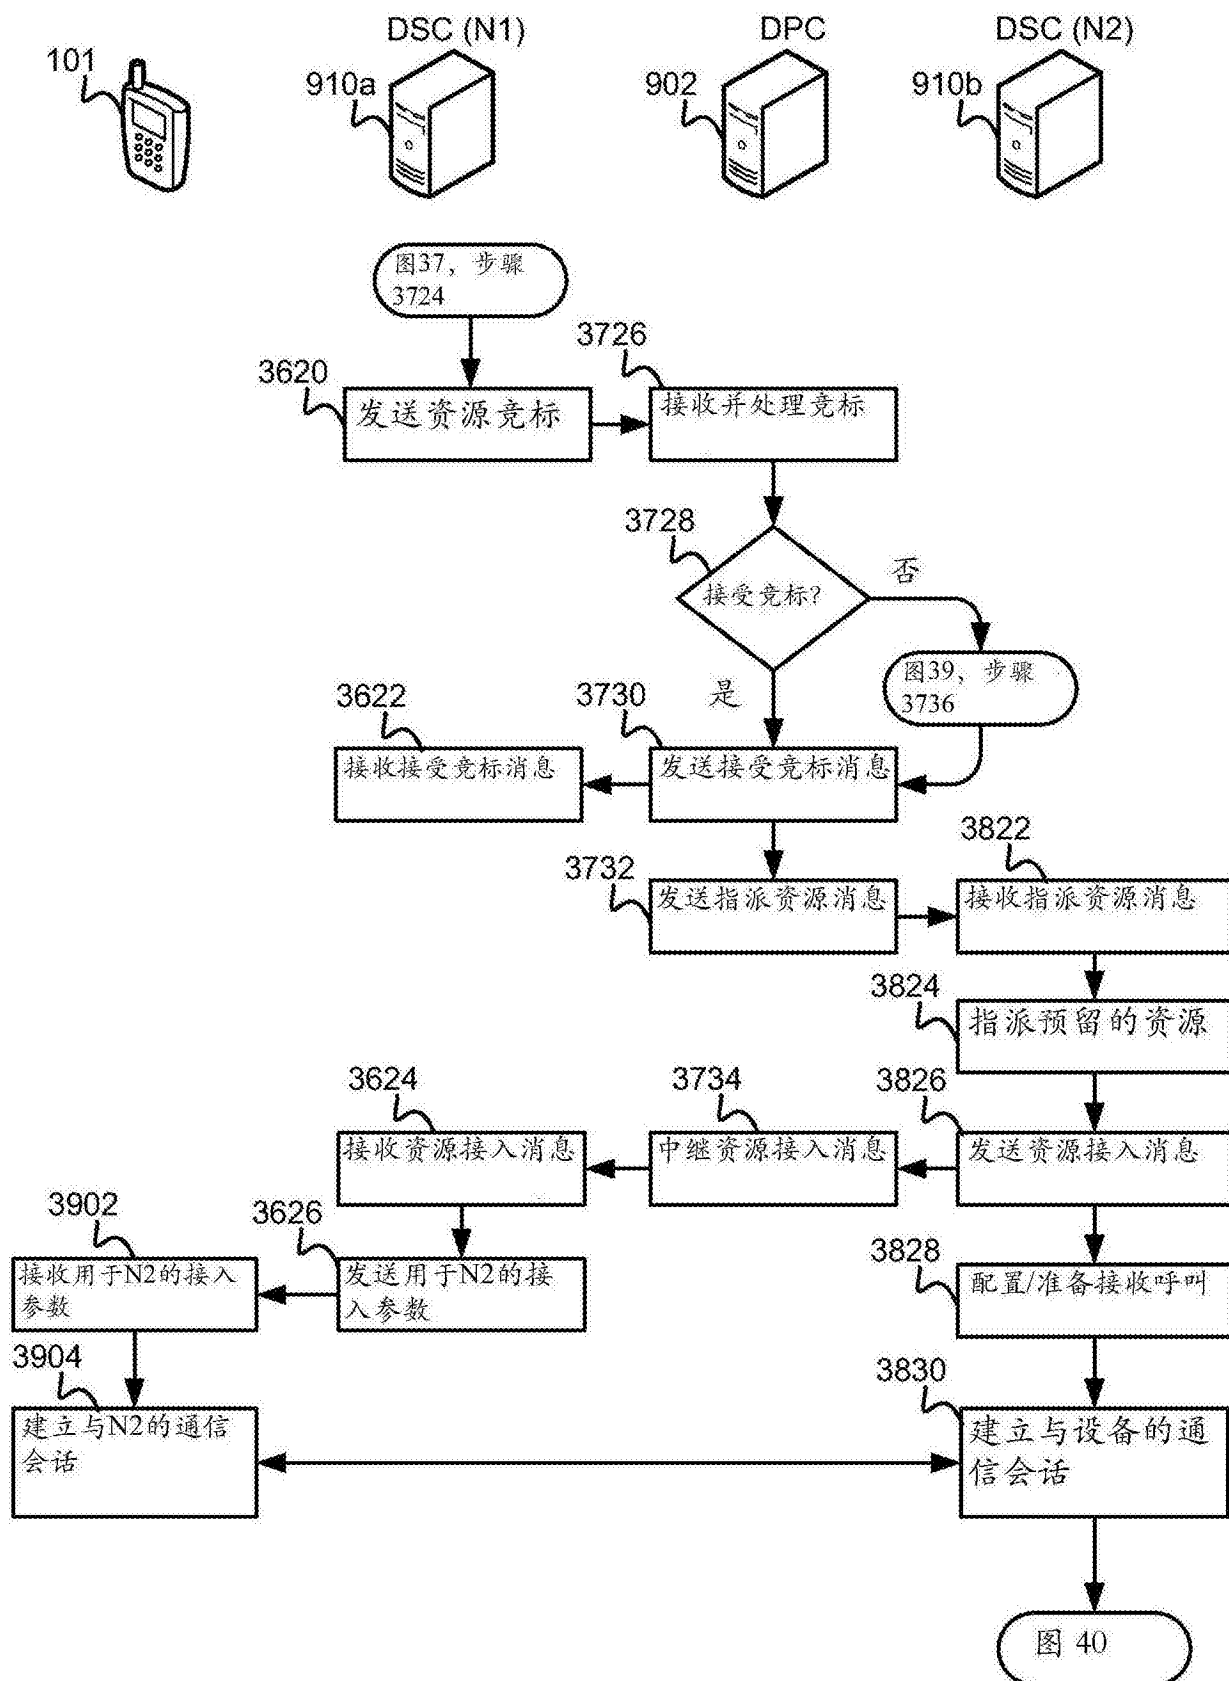 DSC (N1)
DPC
DSC (N2)
101
910a
902
910b
图37，步骤
3724
3726
3620
发送资源竞标
接收并处理竞标
3728
否
接受竞标?
图39，步骤
3736
是
3622
3730
接收接受竞标消息
发送接受竞标消息
3822
3732
发送指派资源消息
接收指派资源消息
3824
指派预留的资源
3624
3734
3826
接收资源接入消息
中继资源接入消息
发送资源接入消息
3902
3626
3828
接收用于N2的接入
参数
发送用于N2的接
入参数
配置/准备接收呼叫
3904
3830
建立与N2的通信
会话
建立与设备的通
信会话
图 40